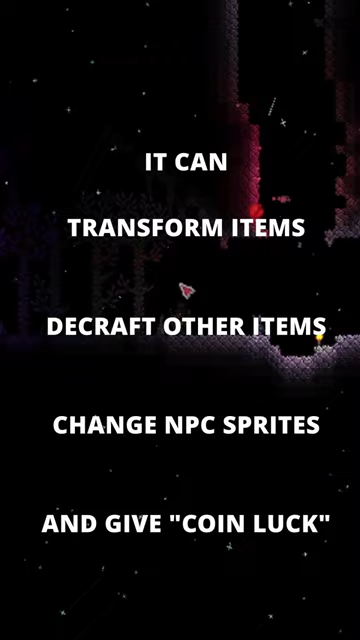 IT CAN
TRANSFORM ITEMS
DECRAFT OTHER ITEMS
CHANGE NPC SPRITES
AND GIVE "COIN LUCK"